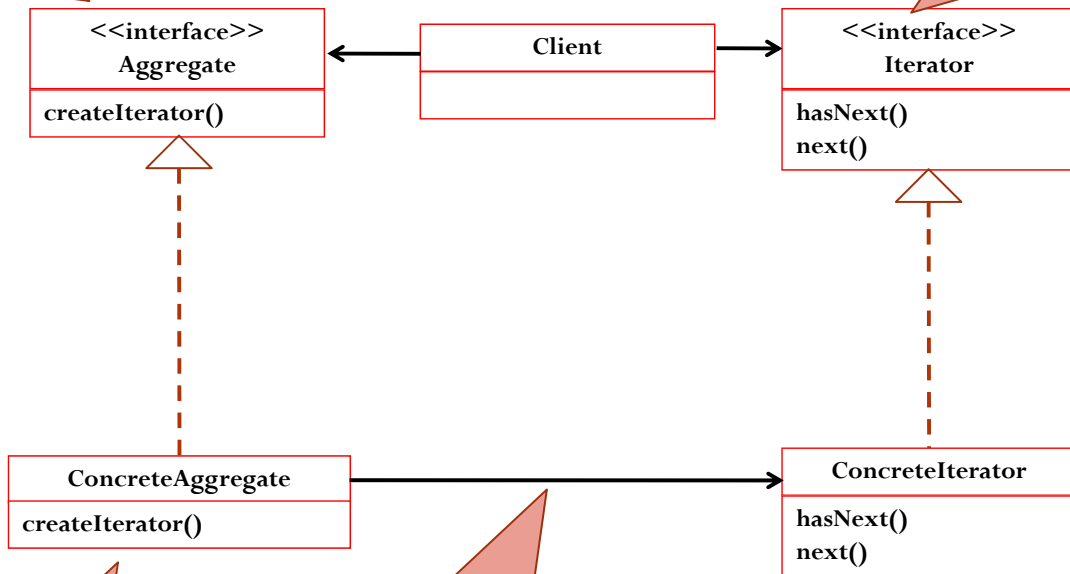 <<interface>>
Aggregate
createIterator()
Client
<<interface>>
Iterator
hasNext()
next()
ConcreteAggregate
createIterator()
ConcreteIterator
hasNext()
next()